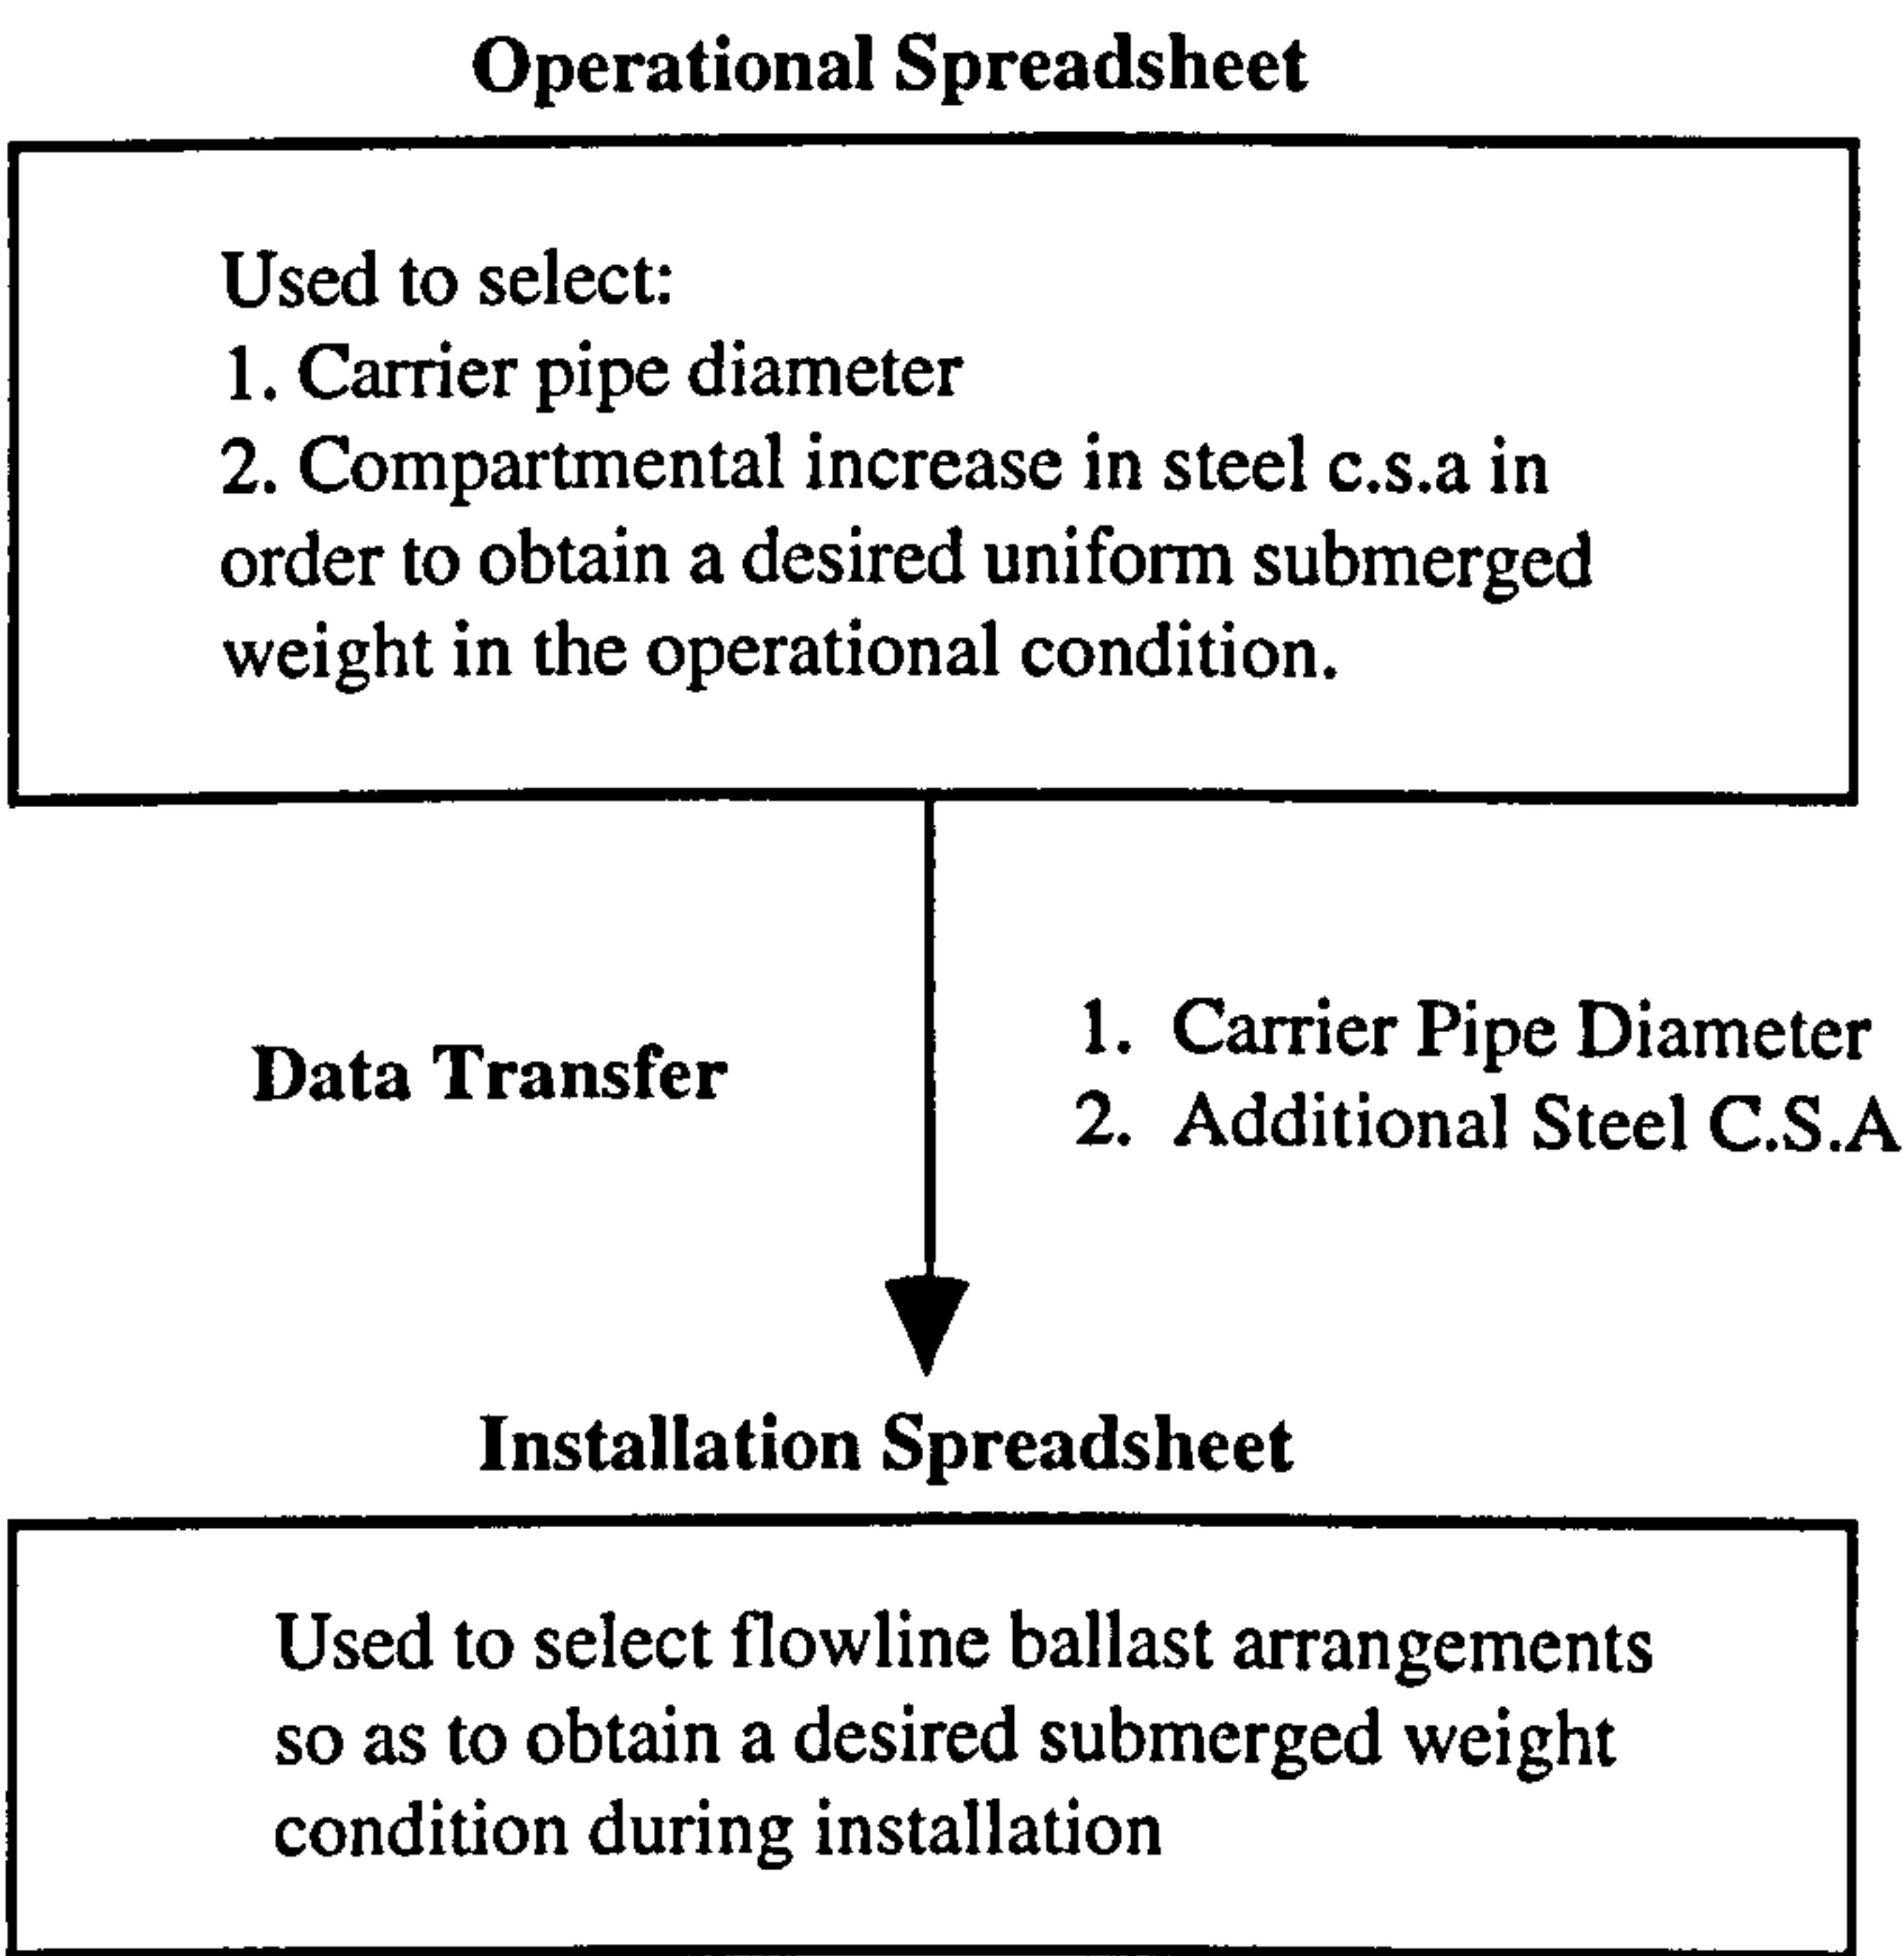 Operational Spreadsheet
Used to select:
1. Carrier pipe diameter
2. Compartmental increase in steel c.s.a in
order to obtain a desired uniform submerged
weight in the operational condition.
Data Transfer
1. Carrier Pipe Diameter
2. Additional Steel C.S.A
Installation Spreadsheet
Used to select flowline ballast arrangements
so as to obtain a desired submerged weight
condition during installation